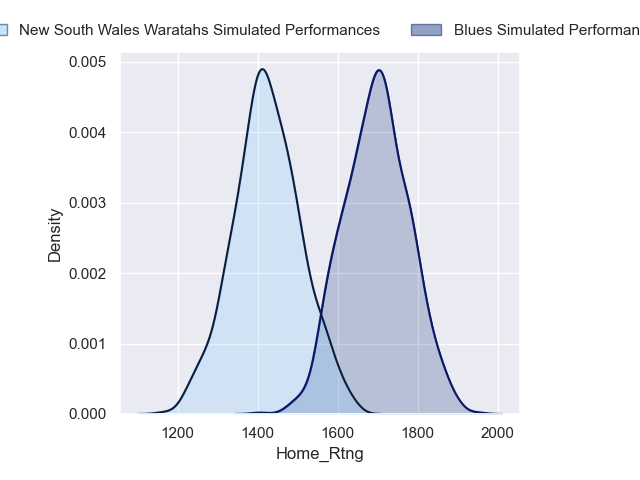 New South Wales Waratahs Simulated Performances
Blues Simulated
0.005
0.004
0.003
0.002
0.001
0.000
Density
1200 1400 1600 1800 2000
Home_Rtng